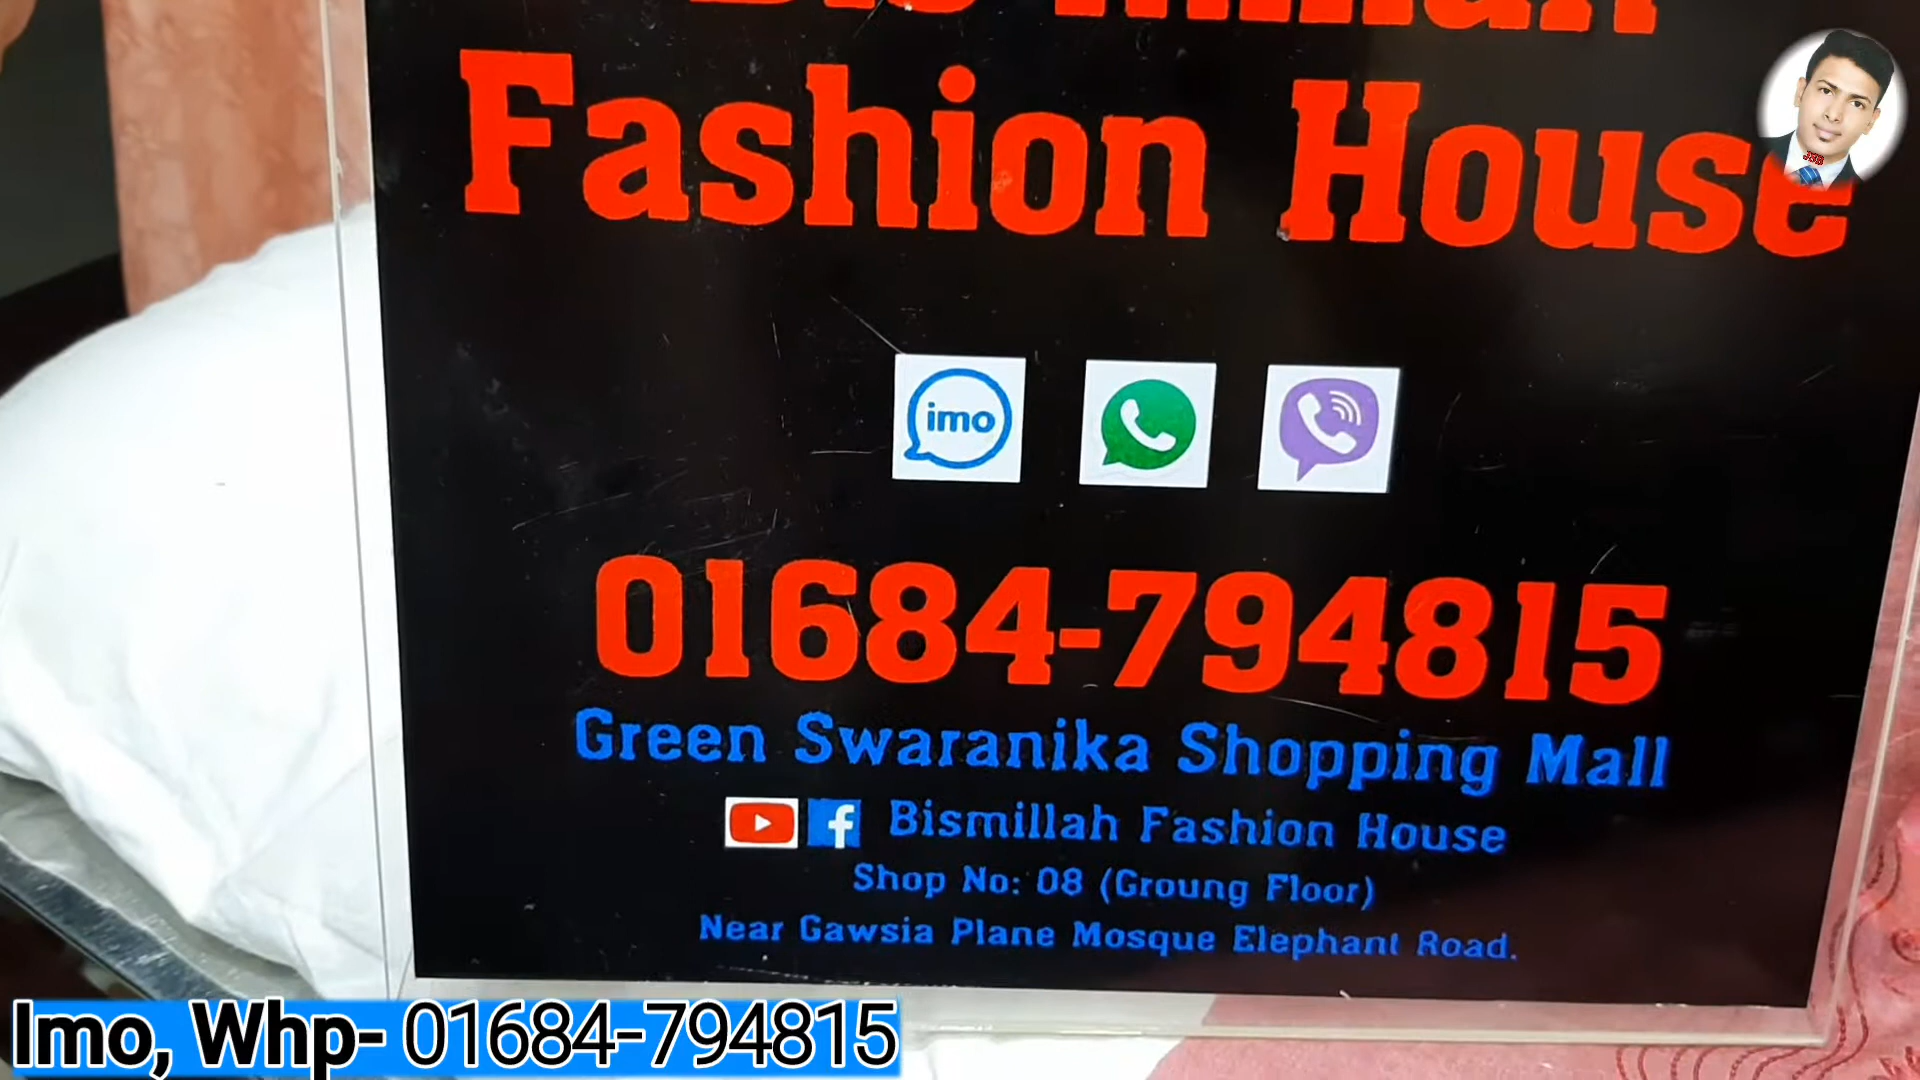 Bismillah
Fashion House
imo
01684-794815
Green Swaranika Shopping Mall
Bismillah Fashion House
Shop No: 08 (Groung Floor)
Near Gawsia Plane Mosque Elephant Road.
Imo, Whp- 01684-794815